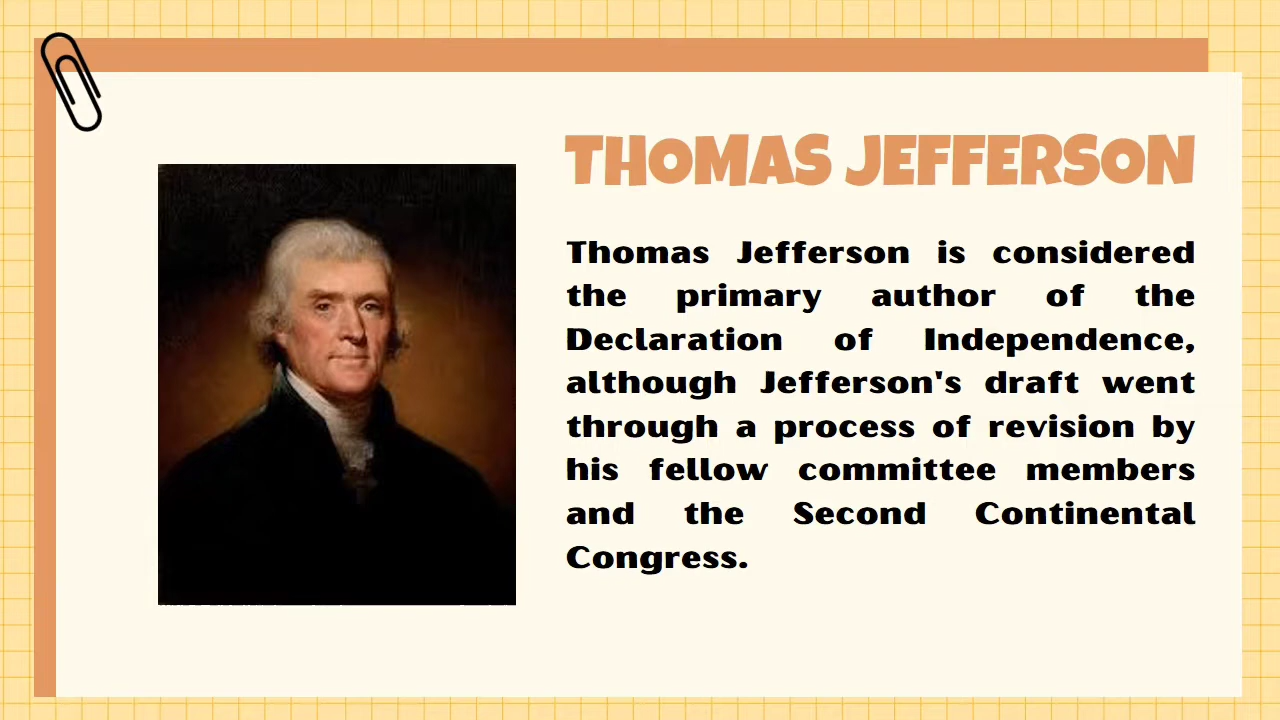 THOMAS JEFFERSON
Thomas Jefferson is considered
the primary author of the
Declaration of Independence,
although Jefferson's draft went
through a process of revision by
his fellow committee members
and the Second Continental
Congress.